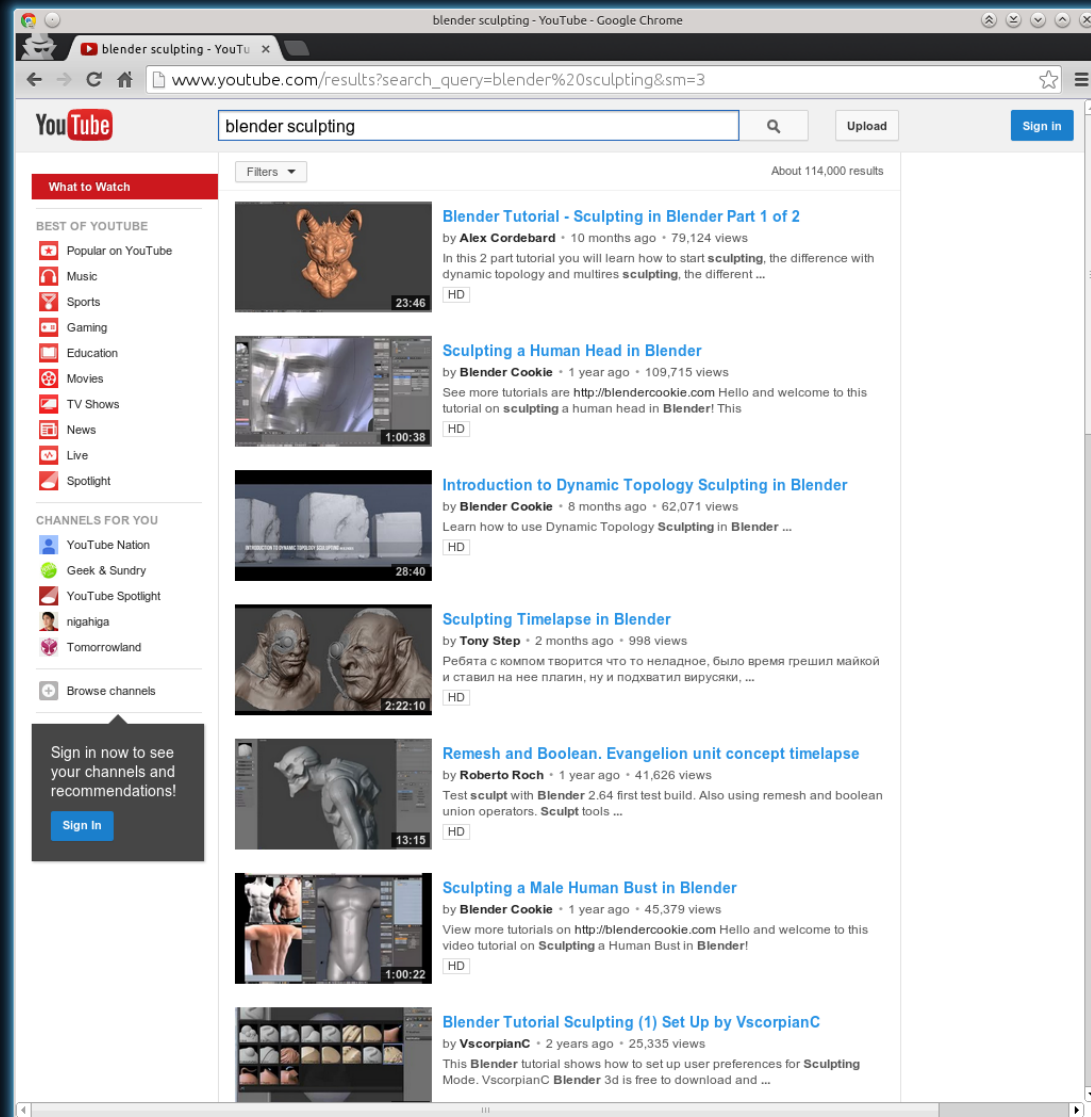 blender sculpting - YouTube - Google Chrome
blender sculpting - YouTu
www.youtube.com/results?search_query=blender%20sculpting&sm=3
YouTube
blender sculpting
Upload
Sign in
What to Watch
BEST OF YOUTUBE
Popular on YouTube
Music
Sports
Gaming
Education
Movies
TV Shows
News
Live
Spotlight
CHANNELS FOR YOU
YouTube Nation
Geek & Sundry
YouTube Spotlight
nigahiga
Tomorrowland
Browse channels
Sign in now to see
your channels and
recommendations!
Sign In
Filters
About 114,000 results
23:46
Blender Tutorial - Sculpting in Blender Part 1 of 2
by Alex Cordebard • 10 months ago • 79,124 views
In this 2 part tutorial you will learn how to start sculpting, the difference with
dynamic topology and multires sculpting, the different ...
HD
1:00:38
Sculpting a Human Head in Blender
by Blender Cookie • 1 year ago • 109,715 views
See more tutorials are http://blendercookie.com Hello and welcome to this
tutorial on sculpting a human head in Blender! This
HD
INTRODUCTION TO DYNAMIC TOPOLOGY SCULPTING
28:40
Introduction to Dynamic Topology Sculpting in Blender
by Blender Cookie • 8 months ago • 62,071 views
Learn how to use Dynamic Topology Sculpting in Blender ...
HD
2:22:10
Sculpting Timelapse in Blender
by Tony Step • 2 months ago • 998 views
Ребята с компом творится что то неладное, было время грешил майкой
и ставил на нее плагин, ну и подхватил вирусяки, ...
HD
13:15
Remesh and Boolean. Evangelion unit concept timelapse
by Roberto Roch • 1 year ago • 41,626 views
Test sculpt with Blender 2.64 first test build. Also using remesh and boolean
union operators. Sculpt tools ...
HD
1:00:22
Sculpting a Male Human Bust in Blender
by Blender Cookie • 1 year ago • 45,379 views
View more tutorials on http://blendercookie.com Hello and welcome to this
video tutorial on Sculpting a Human Bust in Blender!
HD
Blender Tutorial Sculpting (1) Set Up by VscorpianC
by VscorpianC • 2 years ago • 25,335 views
This Blender tutorial shows how to set up user preferences for Sculpting
Mode. VscorpianC Blender 3d is free to download and ...